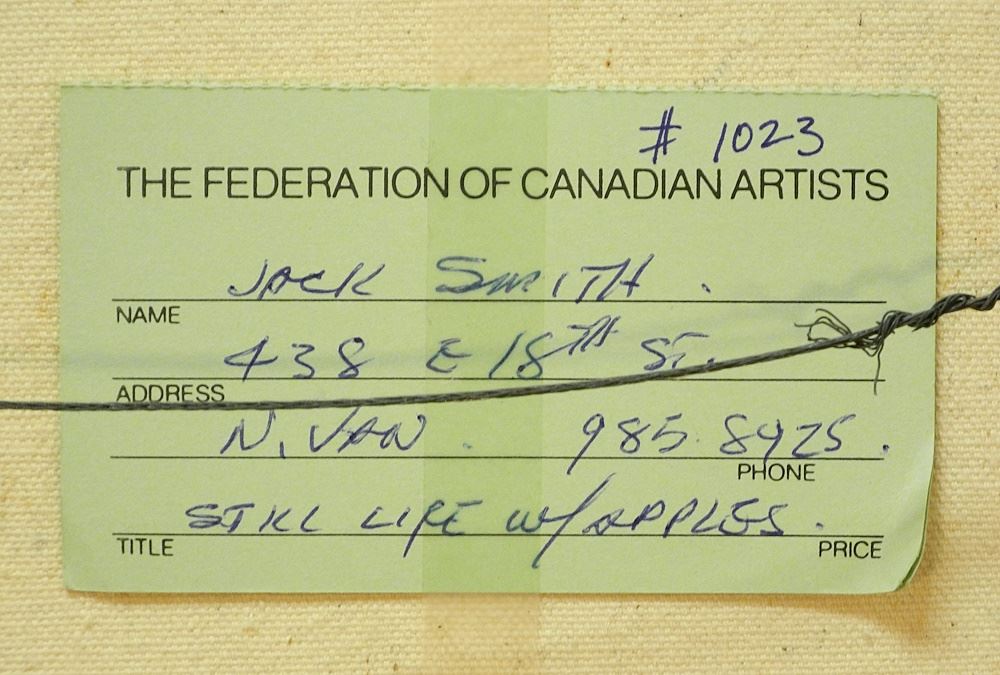 # 1023
THE FEDERATION OF CANADIAN ARTISTS
JACK SMITH .
NAME
438 E 18TH ST.
ADDRESS
N. VAN . 985 8925 .
PHONE
STILL LIFE W/APPLES .
TITLE PRICE